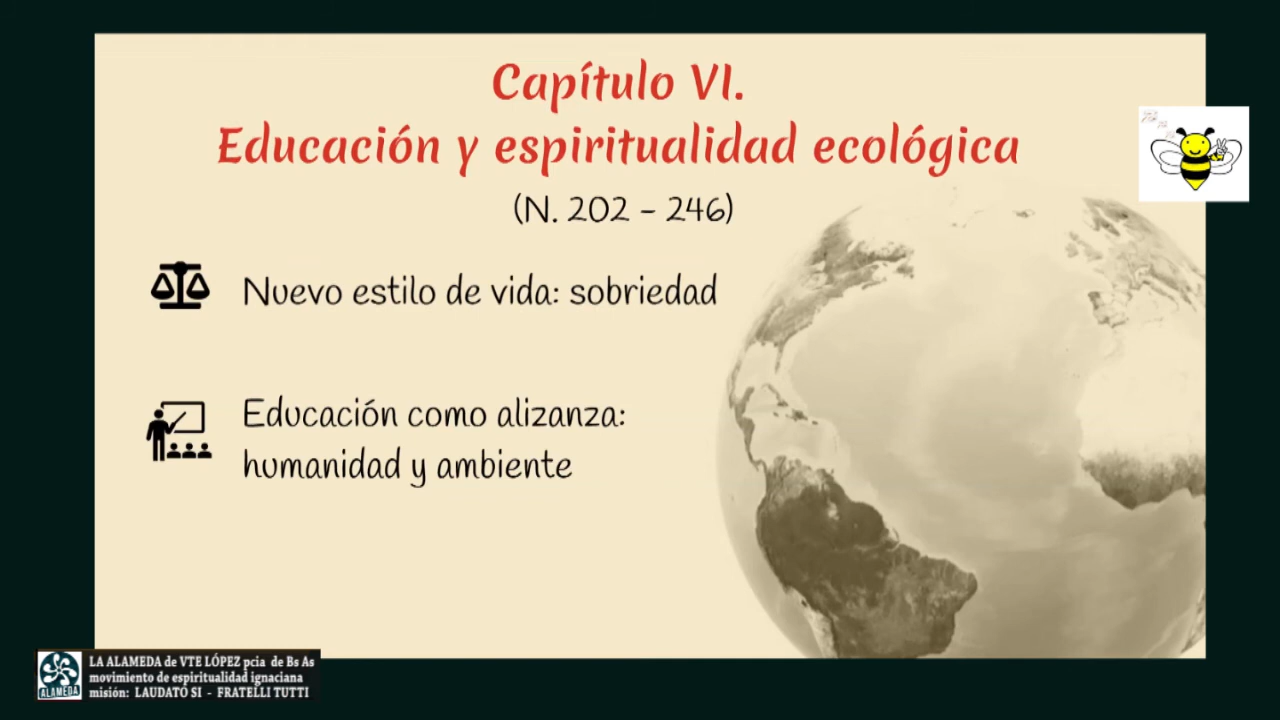 Capítulo VI.
Educación y espiritualidad ecológica
(N. 202 - 246)
Nuevo estilo de vida: sobriedad
Educación como alizanza:
humanidad y ambiente
LA ALAMEDA de VTE LÓPEZ pcia de Bs As
movimiento de espiritualidad ignaciana
misión: LAUDATO SI - FRATELLI TUTTI
ALAMEDA